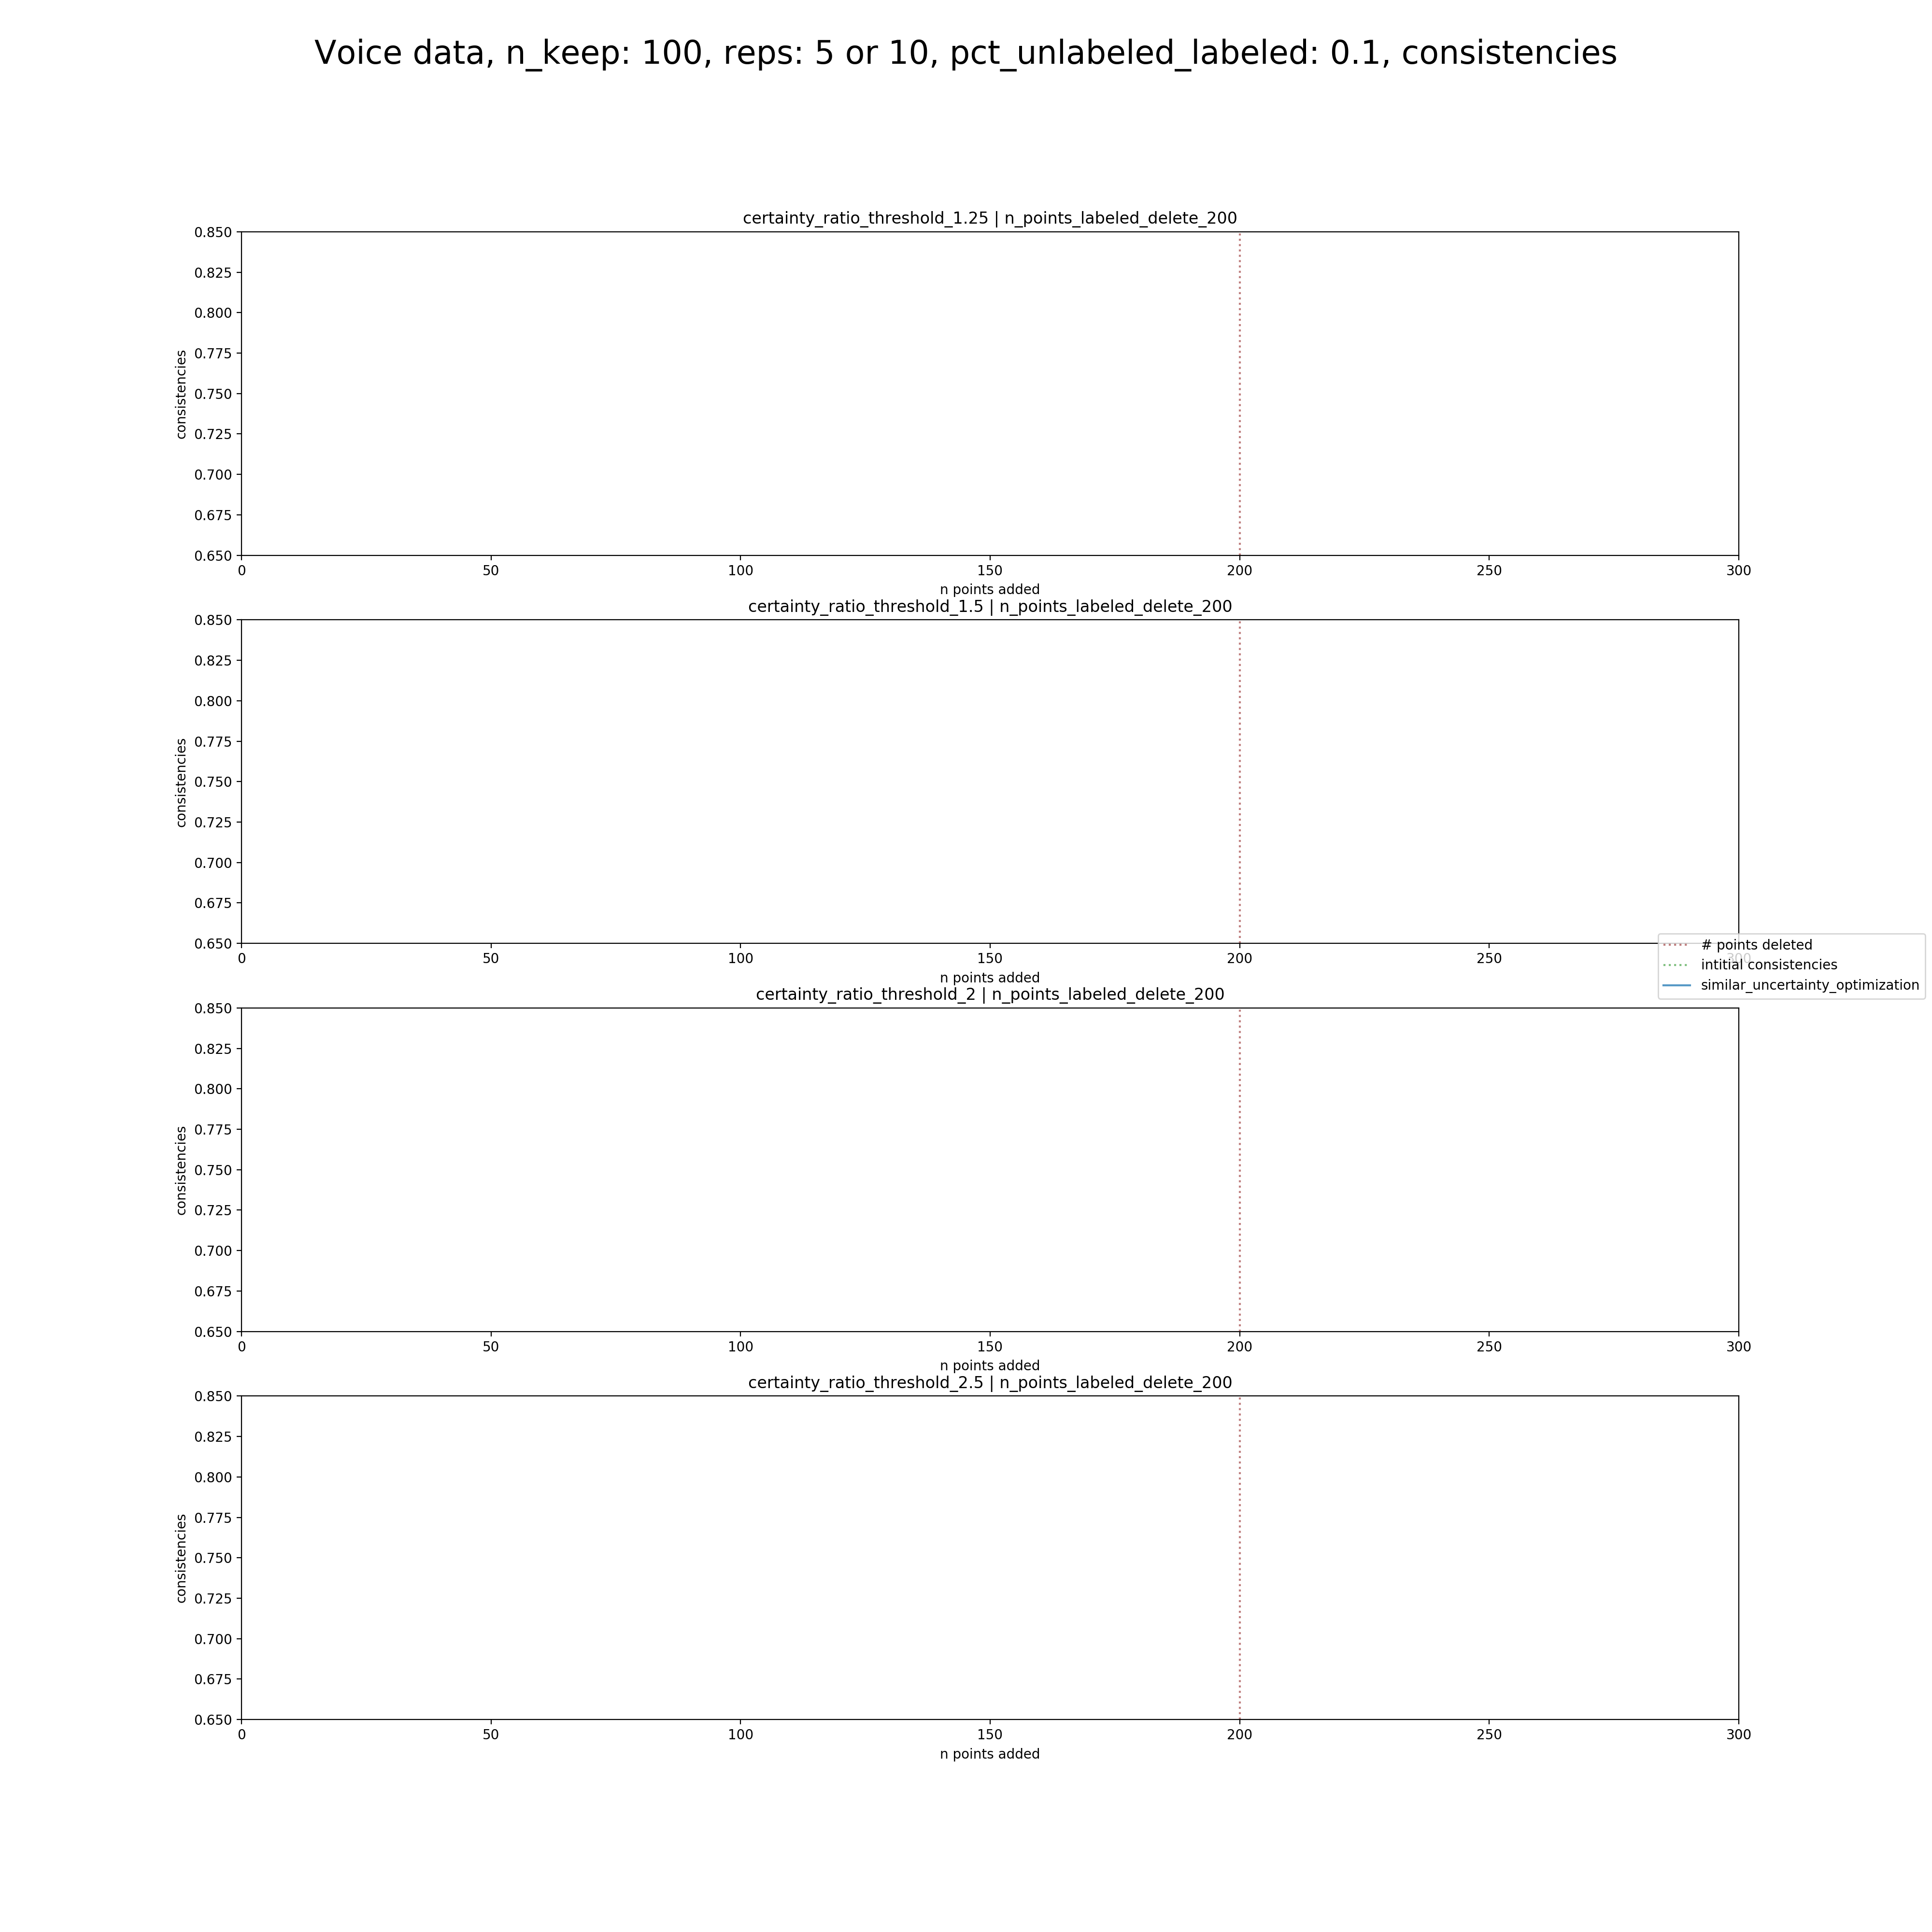 Voice data, n_keep: 100, reps: 5 or 10, pct_unlabeled_labeled: 0.1, consistencies
certainty_ratio_threshold_1.25 | n_points_labeled_delete_200
0.850
0.825
0.800
0.775
0.750
0.725
0.700
0.675
0.650
consistencies
0 50 100 150 200 250 300
n points added
certainty_ratio_threshold_1.5 | n_points_labeled_delete_200
0.850
0.825
0.800
0.775
0.750
0.725
0.700
0.675
0.650
consistencies
0 50 100 150 200 250 300
n points added
# points deleted
intitial consistencies
similar_uncertainty_optimization
certainty_ratio_threshold_2 | n_points_labeled_delete_200
0.850
0.825
0.800
0.775
0.750
0.725
0.700
0.675
0.650
consistencies
0 50 100 150 200 250 300
n points added
certainty_ratio_threshold_2.5 | n_points_labeled_delete_200
0.850
0.825
0.800
0.775
0.750
0.725
0.700
0.675
0.650
consistencies
0 50 100 150 200 250 300
n points added